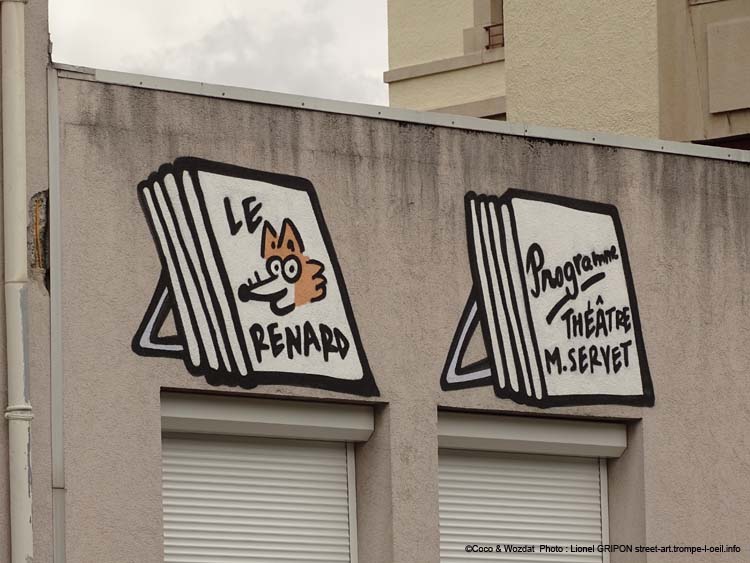 LE
RENARD
Programme
THÉÂTRE
M.SERVET
©Coco & Wozdat Photo : Lionel GRIPON street-art.trompe-l-oeil.info